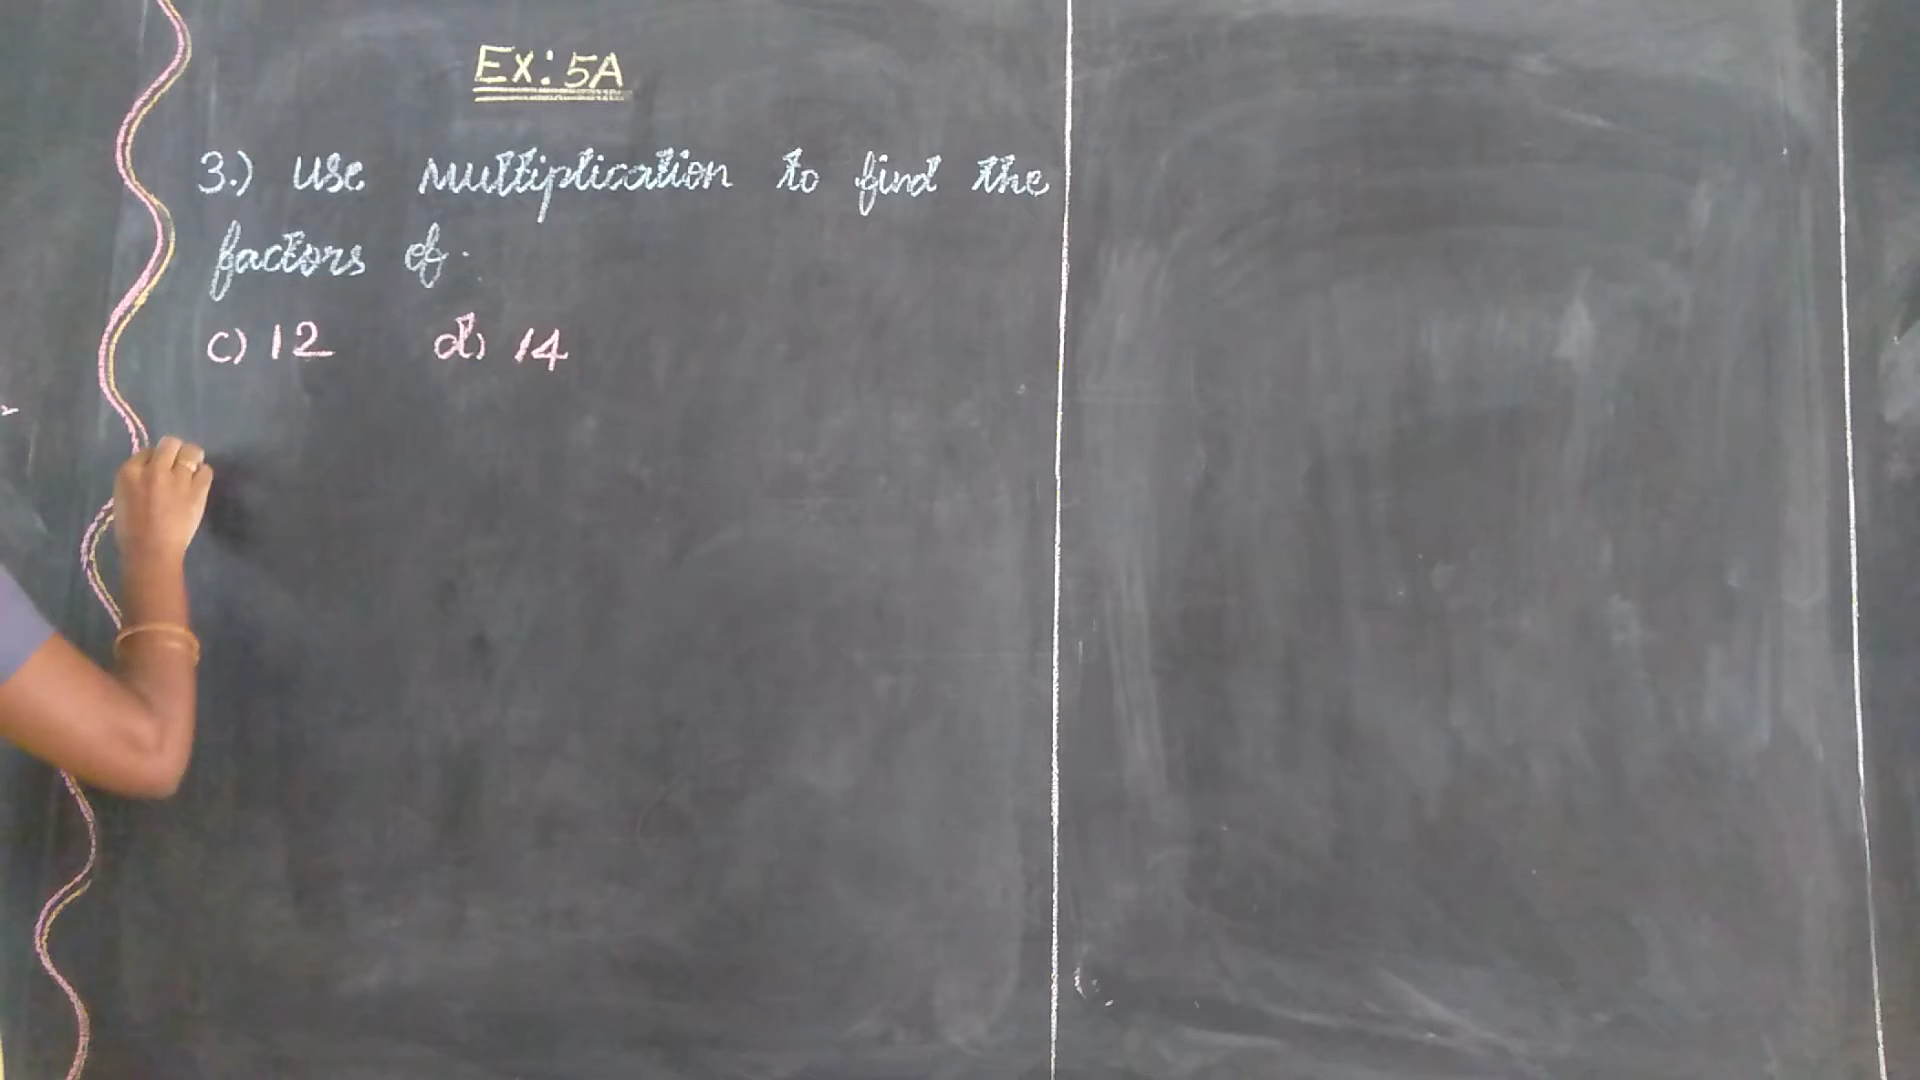 EX: 5A
3.) Use multiplication to find the
factors of.
c) 12 d) 14